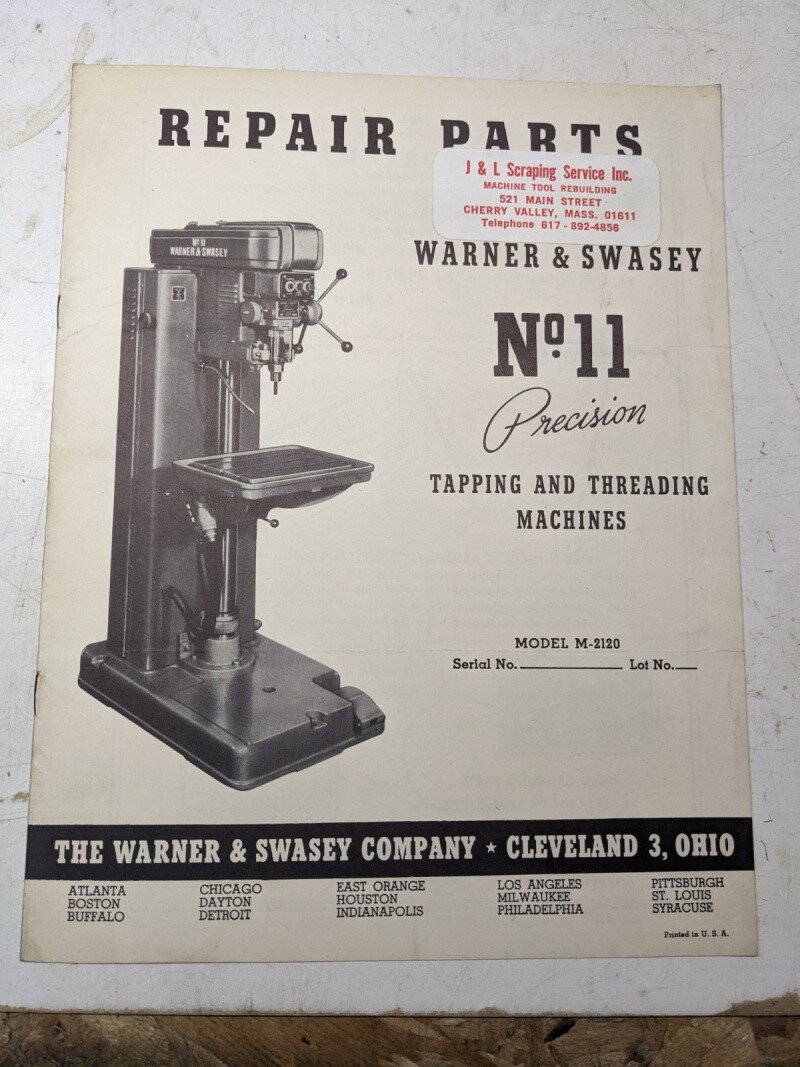 REPAIR PARTS
J & L Scraping Service Inc.
MACHINE TOOL REBUILDING
521 MAIN STREET
CHERRY VALLEY, MASS. 01611
Telephone 617-892-4858
WARNER & SWASEY
No. 11
Precision
TAPPING AND THREADING
MACHINES
No 11
WARNER & SWASEY
MODEL M-2120
Serial No. Lot No.
THE WARNER & SWASEY COMPANY ★ CLEVELAND 3, OHIO
ATLANTA
BOSTON
BUFFALO
CHICAGO
DAYTON
DETROIT
EAST ORANGE
HOUSTON
INDIANAPOLIS
LOS ANGELES
MILWAUKEE
PHILADELPHIA
PITTSBURGH
ST. LOUIS
SYRACUSE
Printed in U. S. A.